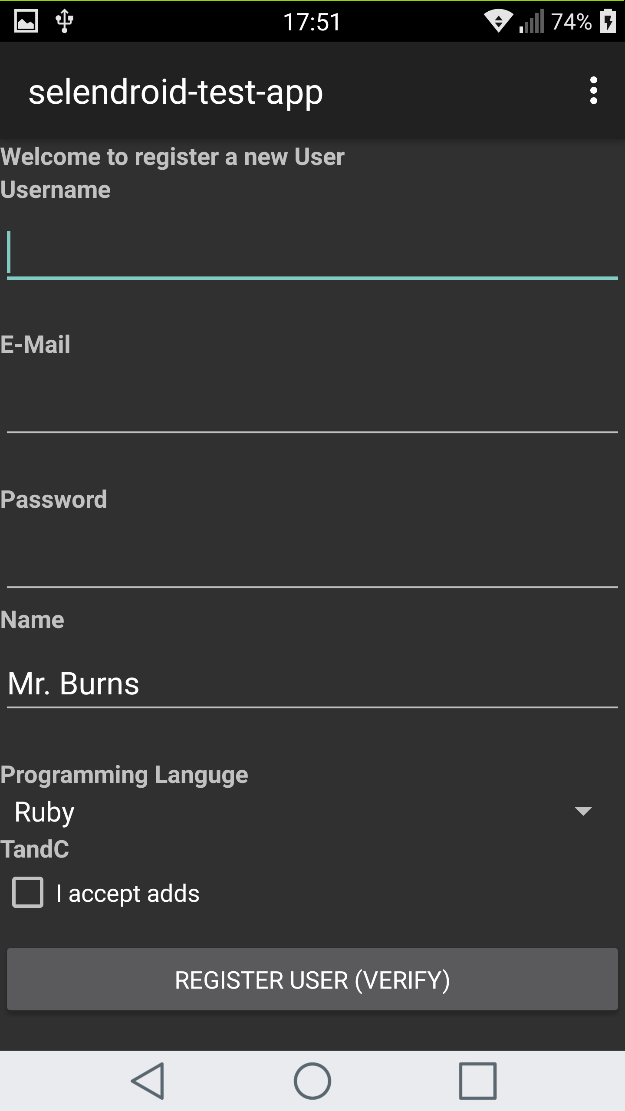 17:51
74%
selendroid-test-app
Welcome to register a new User
Username
E-Mail
Password
Name
Mr. Burns
Programming Languge
Ruby
TandC
I accept adds
REGISTER USER (VERIFY)